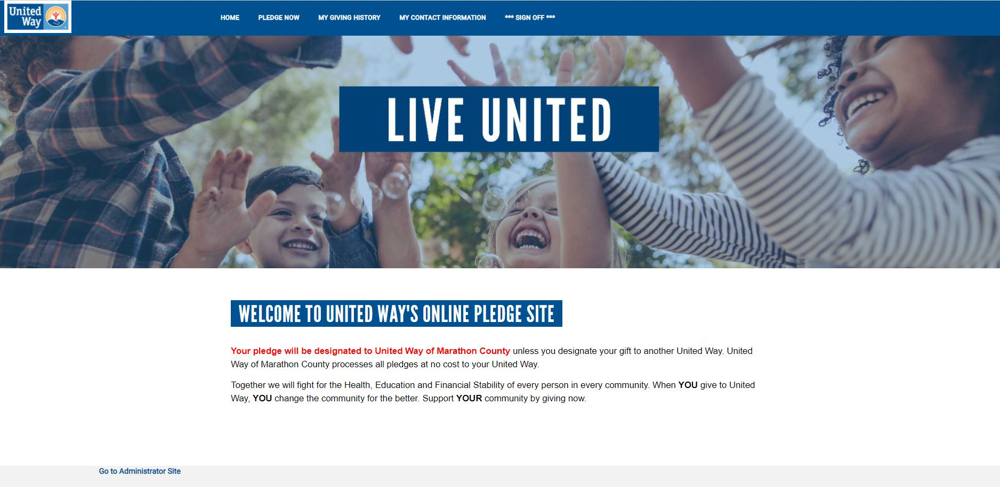 United
Way
HOME PLEDGE NOW MY GIVING HISTORY MY CONTACT INFORMATION *** SIGN OFF ***
LIVE UNITED
WELCOME TO UNITED WAY'S ONLINE PLEDGE SITE
Your pledge will be designated to United Way of Marathon County unless you designate your gift to another United Way. United
Way of Marathon County processes all pledges at no cost to your United Way.
Together we will fight for the Health, Education and Financial Stability of every person in every community. When YOU give to United
Way, YOU change the community for the better. Support YOUR community by giving now.
Go to Administrator Site